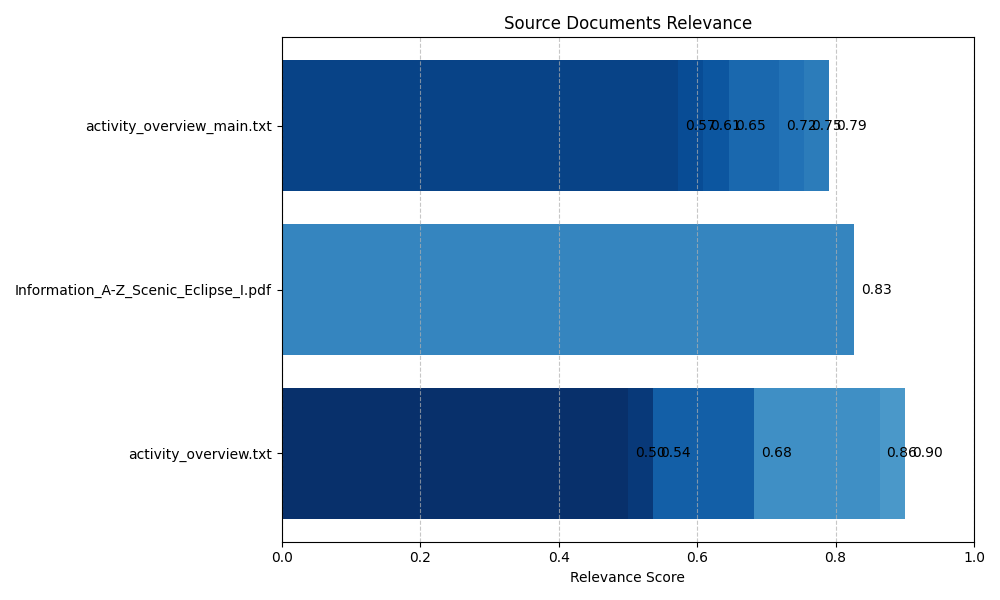 Source Documents Relevance
activity_overview_main.txt
0.57 0.61 0.65 0.72 0.75 0.79
Information_A-Z_Scenic_Eclipse_I.pdf
0.83
activity_overview.txt
0.50 0.54 0.68 0.86 0.90
0.0 0.2 0.4 0.6 0.8 1.0
Relevance Score